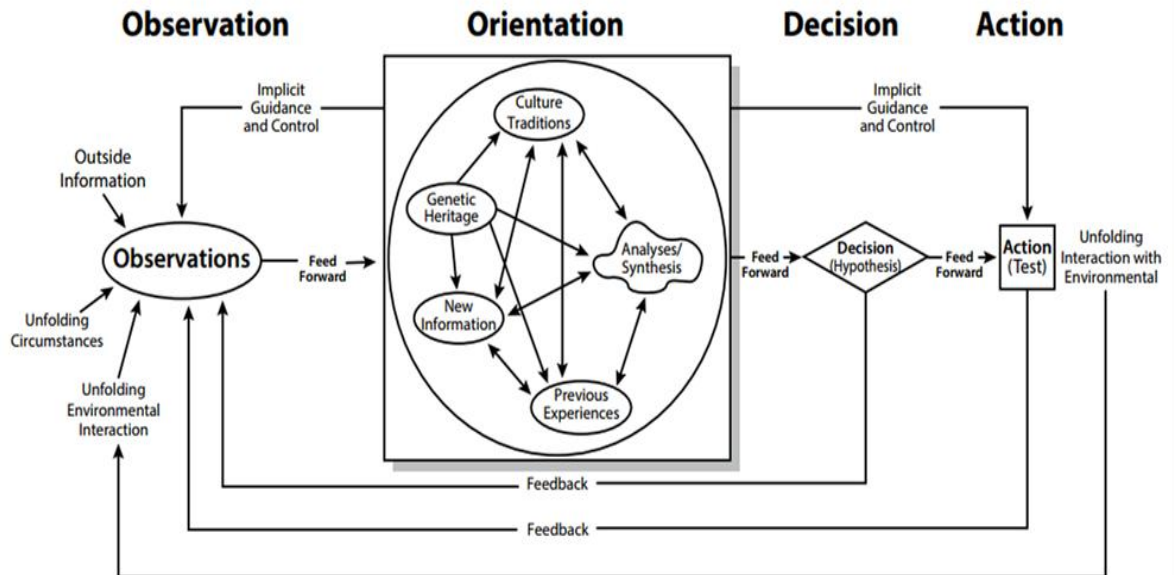 Observation
Orientation
Decision
Action
Implicit
Guidance
and Control
Outside
Information
Observations
Feed
Forward
Unfolding
Circumstances
Unfolding
Environmental
Interaction
Culture
Traditions
Genetic
Heritage
Analyses/
Synthesis
New
Information
Previous
Experiences
Implicit
Guidance
and Control
Feed
Forward
Decision
(Hypothesis)
Feed
Forward
Action
(Test)
Unfolding
Interaction with
Environmental
Feedback
Feedback